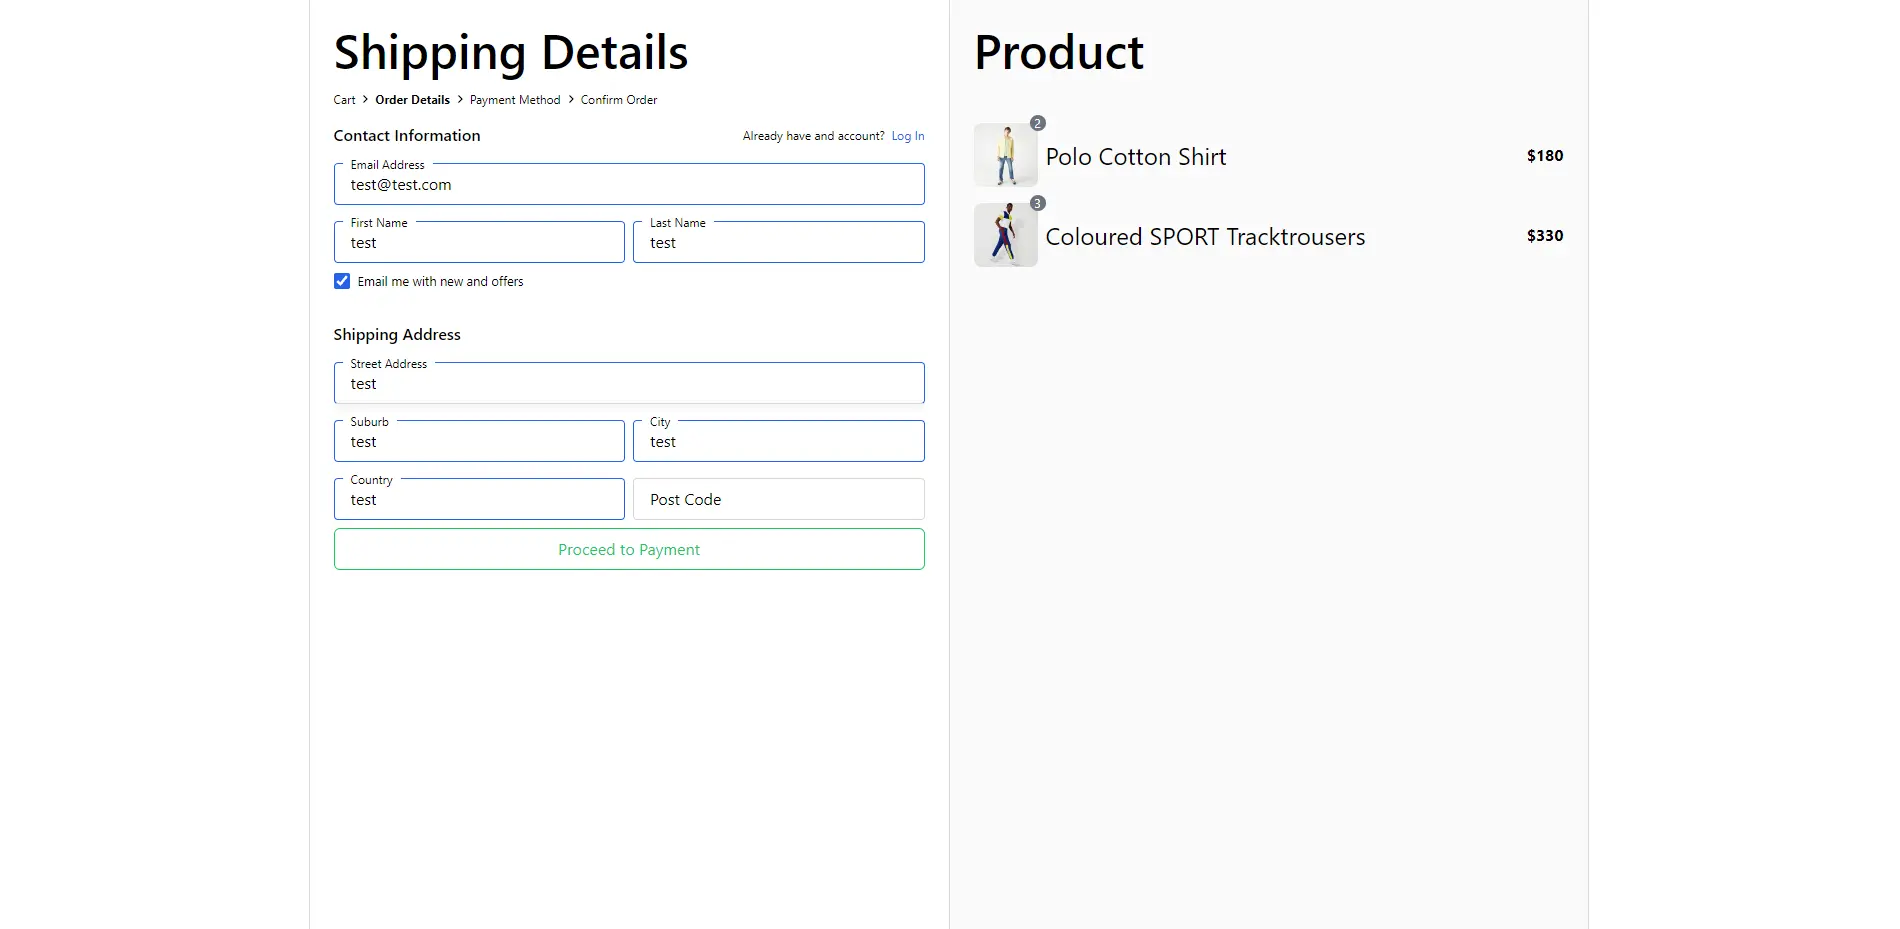 Shipping Details
Cart > Order Details > Payment Method > Confirm Order
Contact Information
Already have and account? Log In
Email Address
test@test.com
First Name
test
Last Name
test
Email me with new and offers
Shipping Address
Street Address
test
Suburb
test
City
test
Country
test
Post Code
Proceed to Payment
Product
2
Polo Cotton Shirt
$180
3
Coloured SPORT Tracktrousers
$330